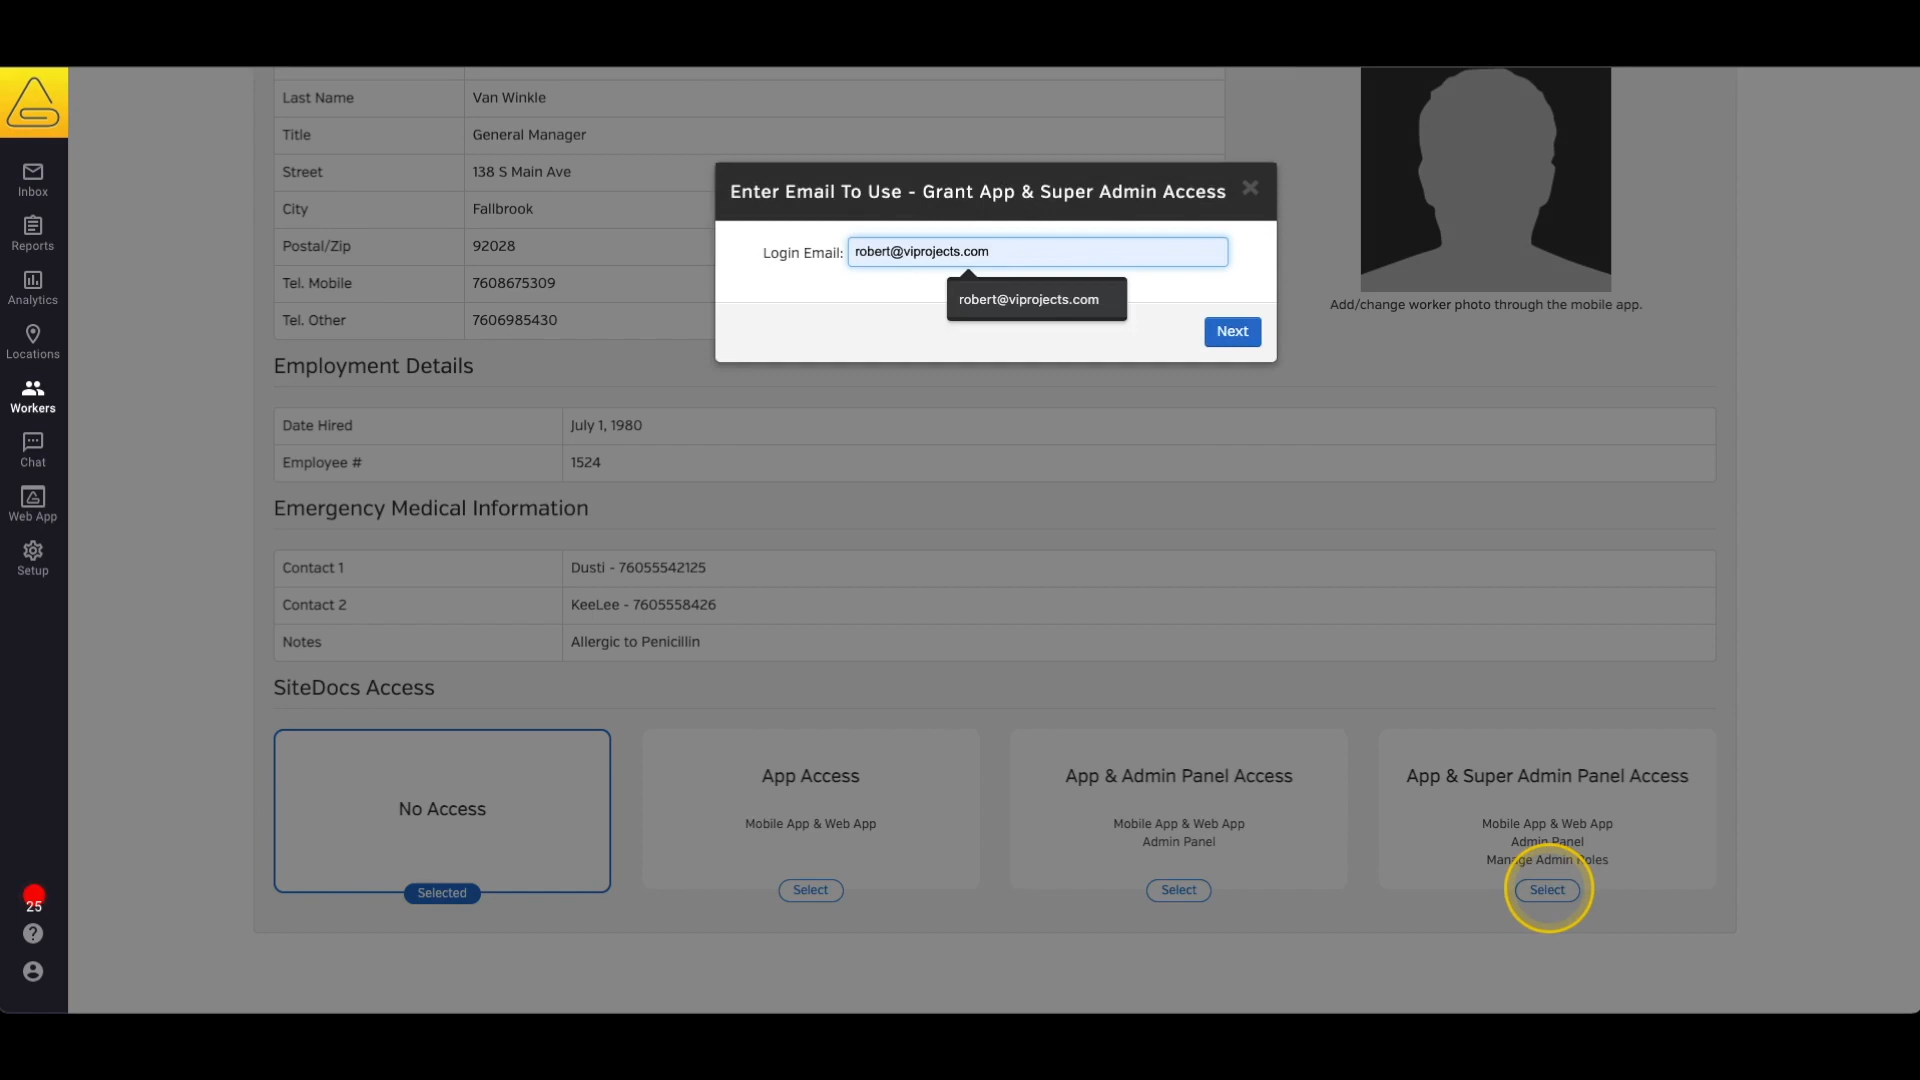 Inbox
Reports
Analytics
Locations
Workers
Chat
Web App
Setup
25
Last Name Van Winkle
Title General Manager
Street 138 S Main Ave
City Fallbrook
Postal/Zip 92028
Tel. Mobile 7608675309
Tel. Other 7606985430
Add/change worker photo through the mobile app.
Enter Email To Use - Grant App & Super Admin Access
Login Email: robert@viprojects.com
robert@viprojects.com
Next
Employment Details
Date Hired July 1, 1980
Employee # 1524
Emergency Medical Information
Contact 1 Dusti - 76055542125
Contact 2 KeeLee - 7605558426
Notes Allergic to Penicillin
SiteDocs Access
No Access
Selected
App Access
Mobile App & Web App
Select
App & Admin Panel Access
Mobile App & Web App
Admin Panel
Select
App & Super Admin Panel Access
Mobile App & Web App
Admin Panel
Manage Admin Roles
Select